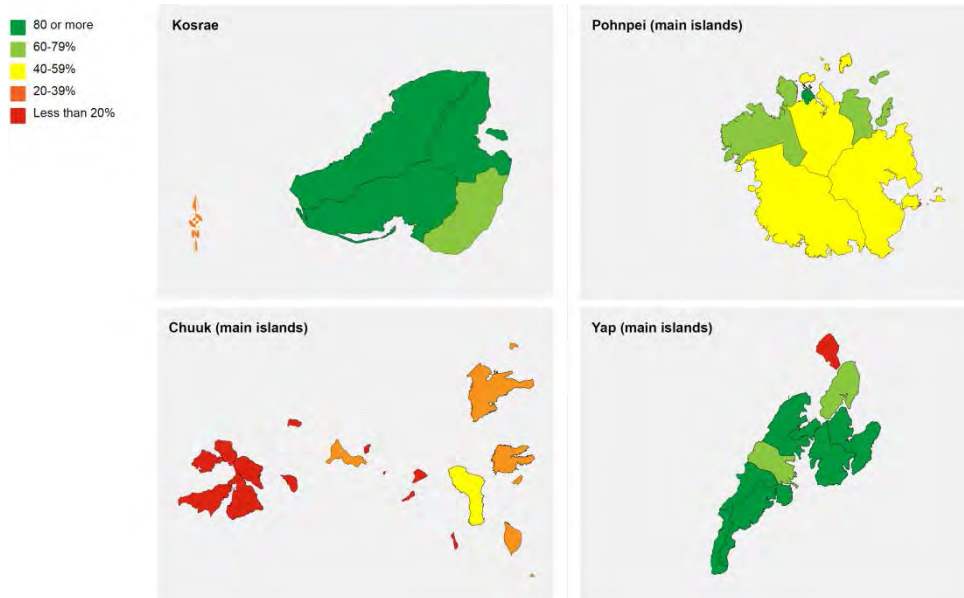 80 or more
60-79%
40-59%
20-39%
Less than 20%
Kosrae
Pohnpei (main islands)
N
Chuuk (main islands)
Yap (main islands)